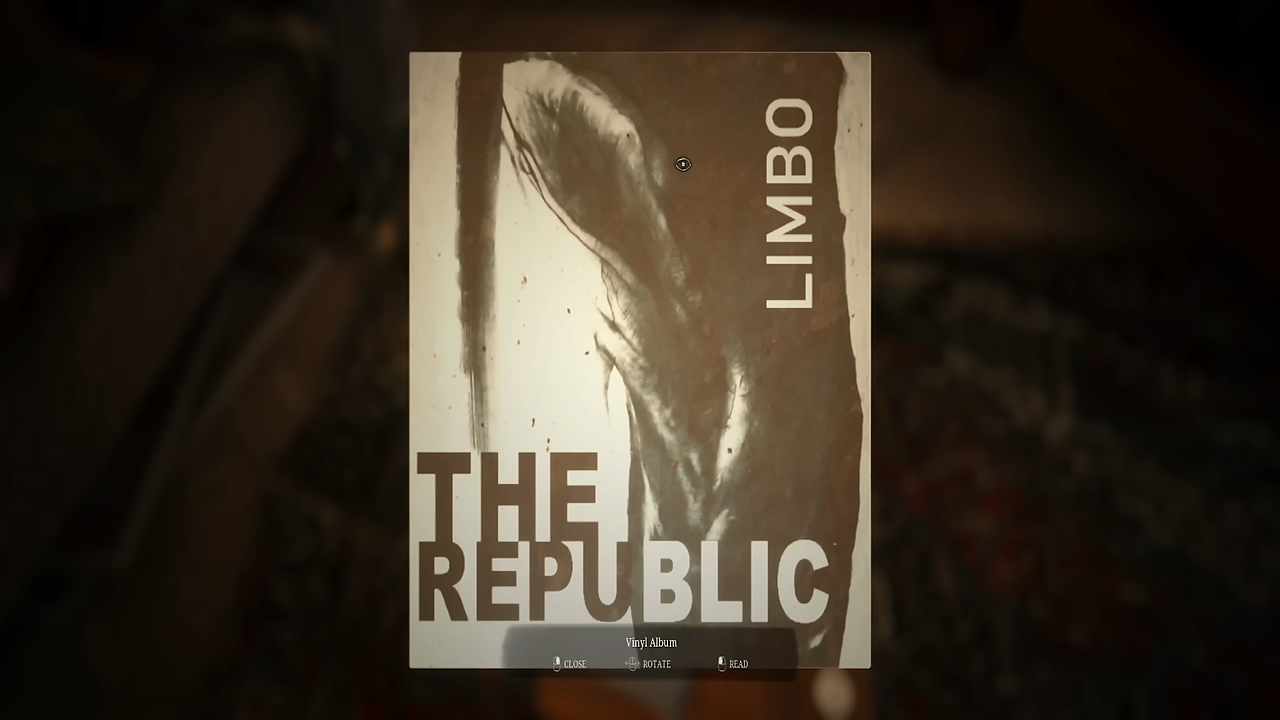 LIMBO
THE
REPUBLIC
Vinyl Album
CLOSE
ROTATE
READ